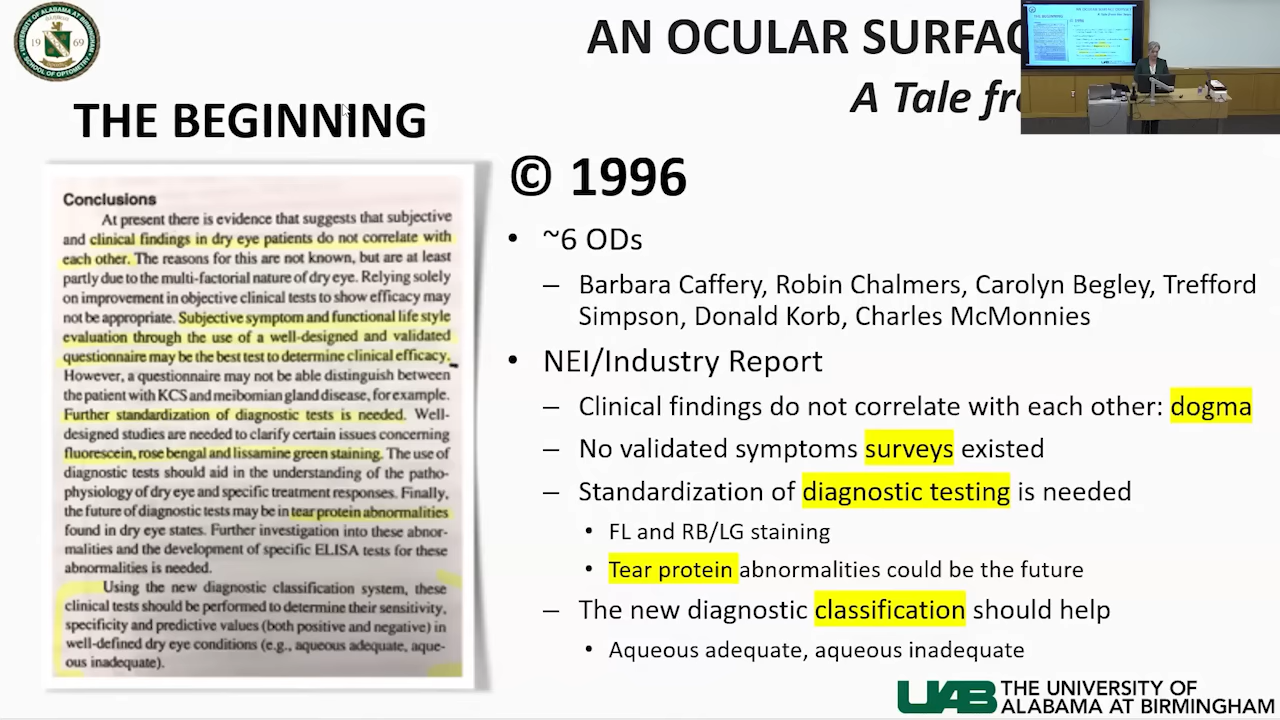 UNIVERSITY OF ALABAMA AT BIRMINGHAM
1969
SCHOOL OF OPTOMETRY
AN OCULAR SURFAC
A Tale fr
THE BEGINNING
© 1996
Conclusions
At present there is evidence that suggests that subjective
and clinical findings in dry eye patients do not correlate with
each other. The reasons for this are not known, but are at least
partly due to the multi-factorial nature of dry eye. Relying solely
on improvement in objective clinical tests to show efficacy may
not be appropriate. Subjective symptom and functional life style
evaluation through the use of a well-designed and validated
questionnaire may be the best test to determine clinical efficacy.
However, a questionnaire may not be able distinguish between
the patient with KCS and meibomian gland disease, for example.
Further standardization of diagnostic tests is needed. Well-
designed studies are needed to clarify certain issues concerning
fluorescein, rose bengal and lissamine green staining. The use of
diagnostic tests should aid in the understanding of the patho-
physiology of dry eye and specific treatment responses. Finally,
the future of diagnostic tests may be in tear protein abnormalities
found in dry eye states. Further investigation into these abnor-
malities and the development of specific ELISA tests for these
abnormalities is needed.
Using the new diagnostic classification system, these
clinical tests should be performed to determine their sensitivity,
specificity and predictive values (both positive and negative) in
well-defined dry eye conditions (e.g., aqueous adequate, aque-
ous inadequate).
• ~6 ODs
– Barbara Caffery, Robin Chalmers, Carolyn Begley, Trefford
Simpson, Donald Korb, Charles McMonnies
• NEI/Industry Report
– Clinical findings do not correlate with each other: dogma
– No validated symptoms surveys existed
– Standardization of diagnostic testing is needed
• FL and RB/LG staining
• Tear protein abnormalities could be the future
– The new diagnostic classification should help
• Aqueous adequate, aqueous inadequate
UAB THE UNIVERSITY OF
ALABAMA AT BIRMINGHAM